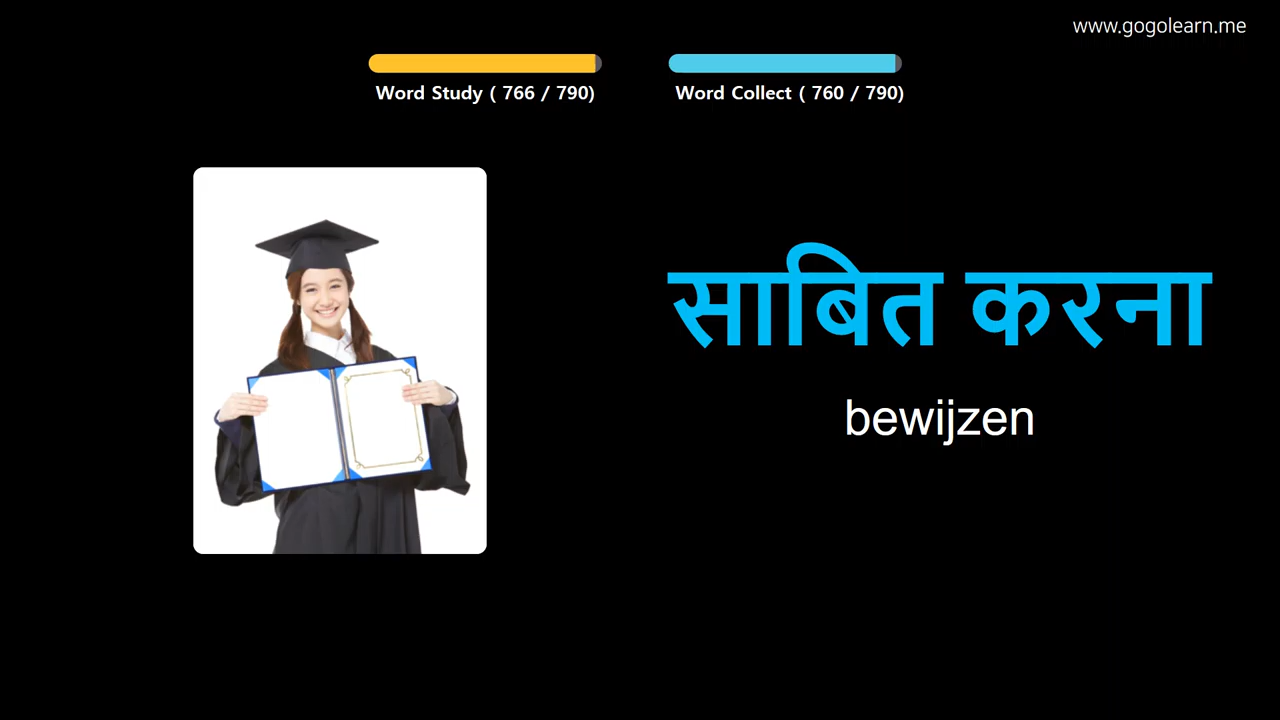 www.gogolearn.me
Word Study ( 766 / 790)
Word Collect ( 760 / 790)
साबित करना
bewijzen